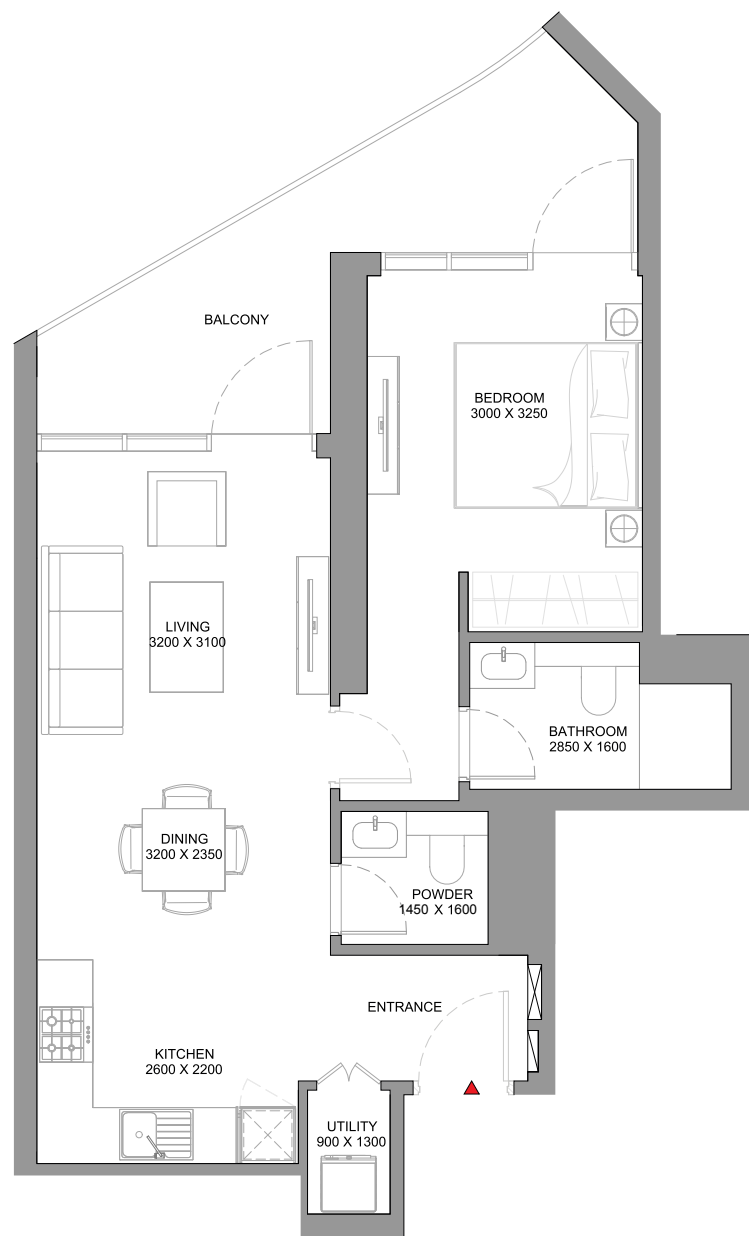 BALCONY
BEDROOM
3000 X 3250
LIVING
3200 X 3100
BATHROOM
2850 X 1600
DINING
3200 X 2350
POWDER
1450 X 1600
ENTRANCE
KITCHEN
2600 X 2200
UTILITY
900 X 1300